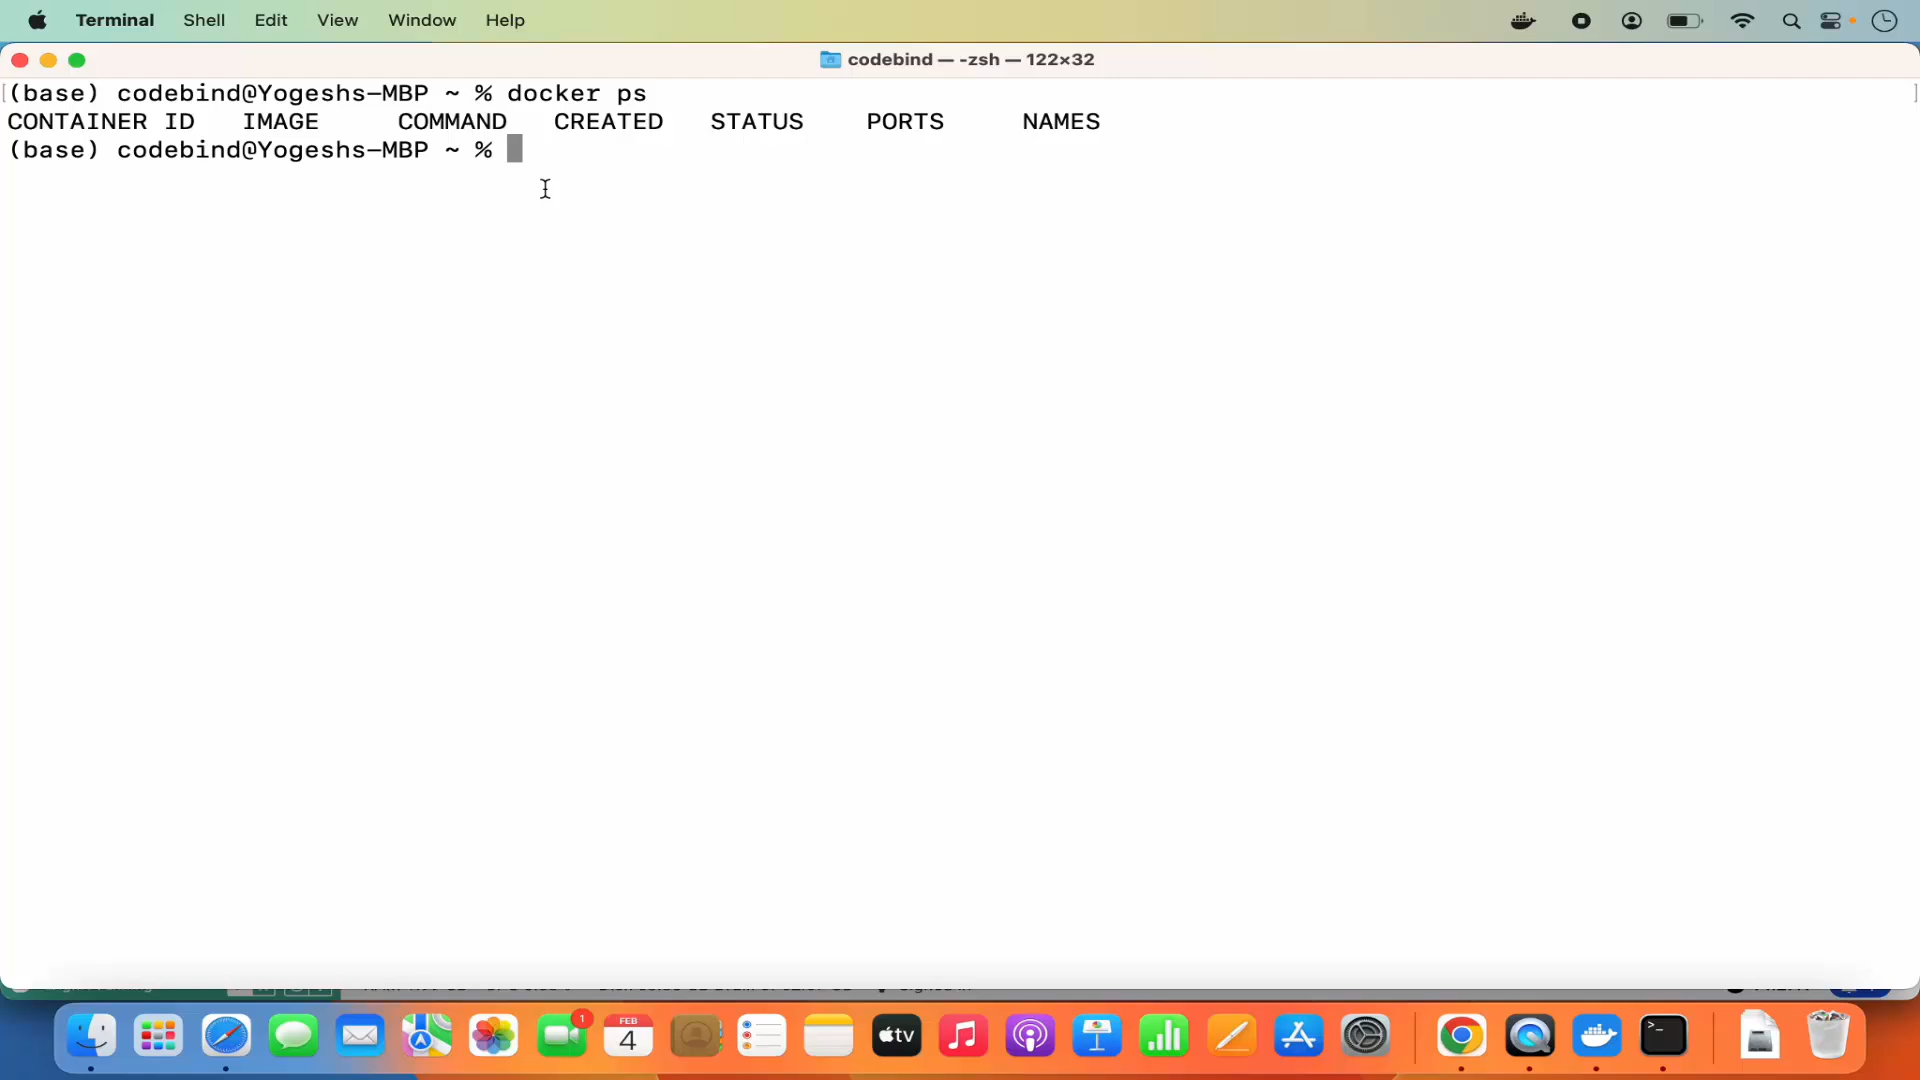 Terminal Shell Edit View Window Help
codebind — -zsh — 122×32
(base) codebind@Yogeshs-MBP ~ % docker ps
CONTAINER ID IMAGE COMMAND CREATED STATUS PORTS NAMES
(base) codebind@Yogeshs-MBP ~ %
1
FEB
4
tv